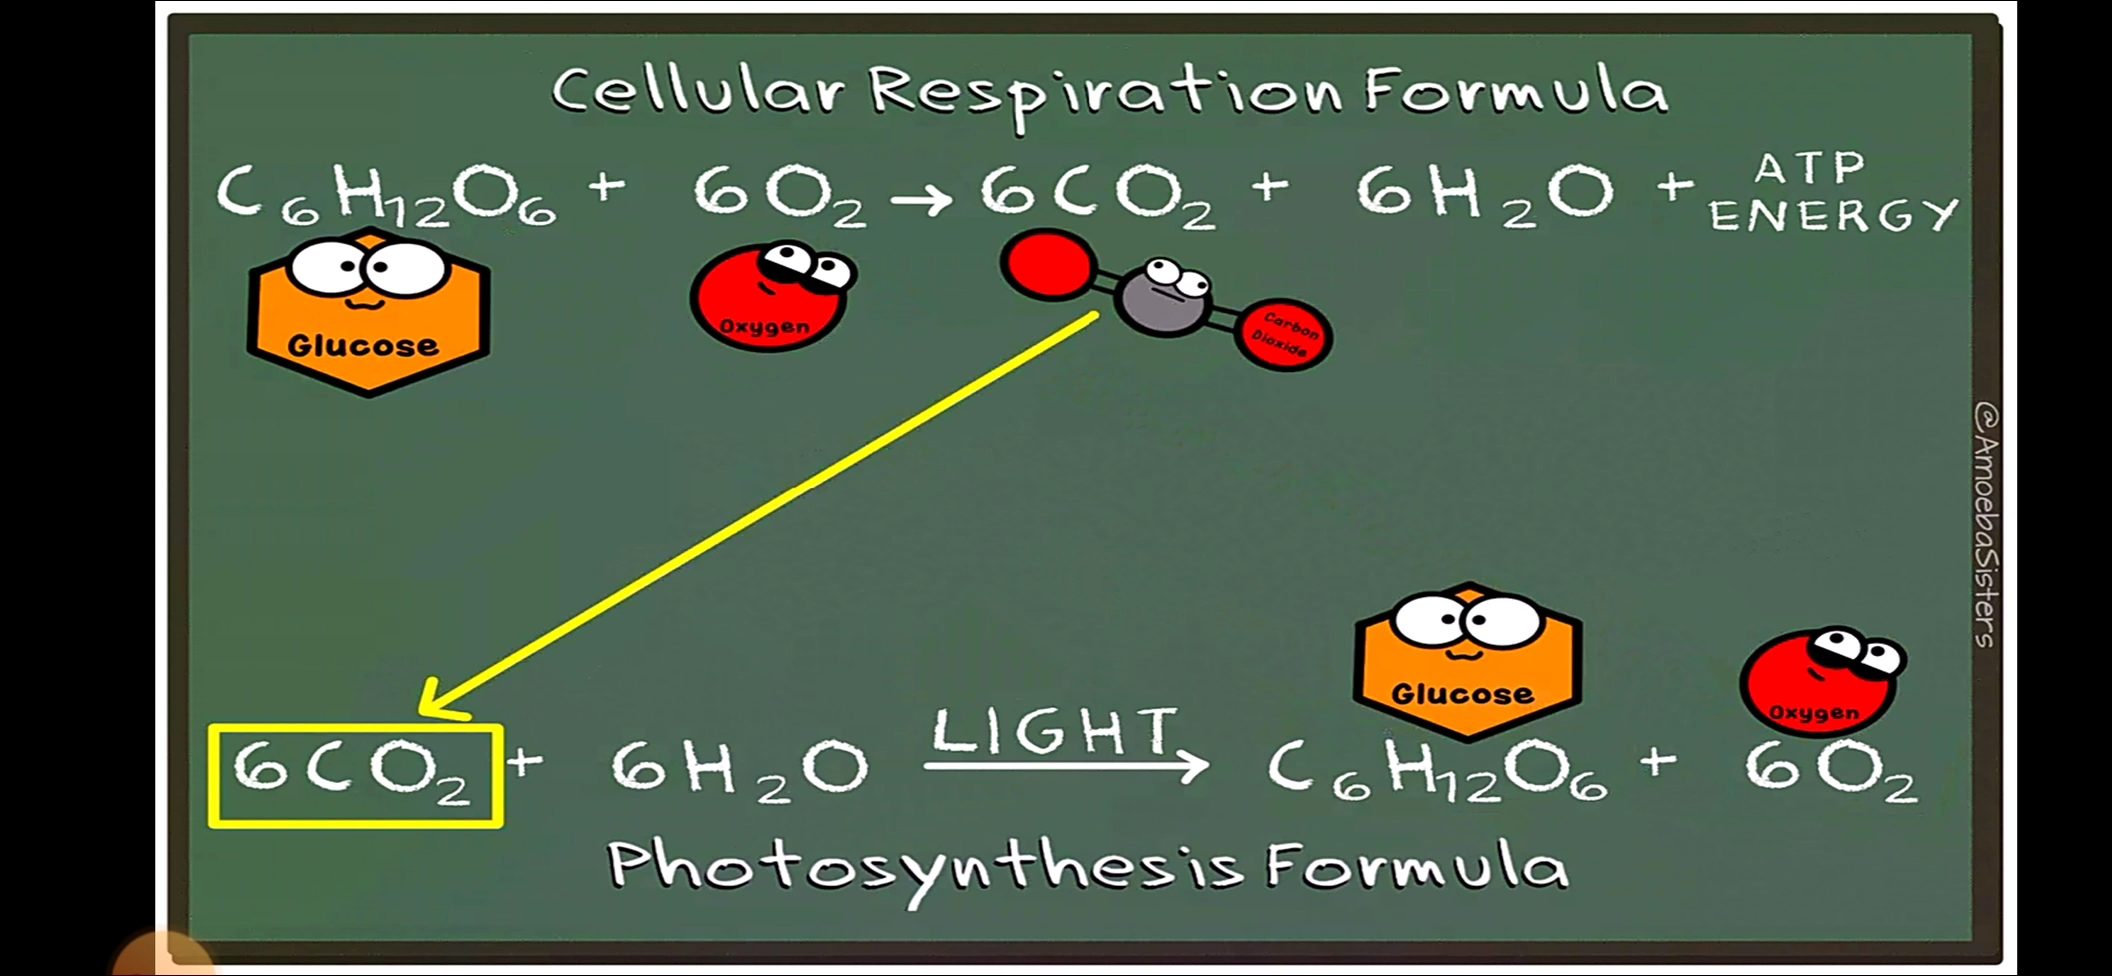 Cellular Respiration Formula
C₆H₁₂O₆ + 6O₂ → 6CO₂ + 6H₂O + ATP ENERGY
Glucose
Oxygen
Carbon
Dioxide
@AmoebaSisters
Glucose
Oxygen
6CO₂ + 6H₂O LIGHT → C₆H₁₂O₆ + 6O₂
Photosynthesis Formula